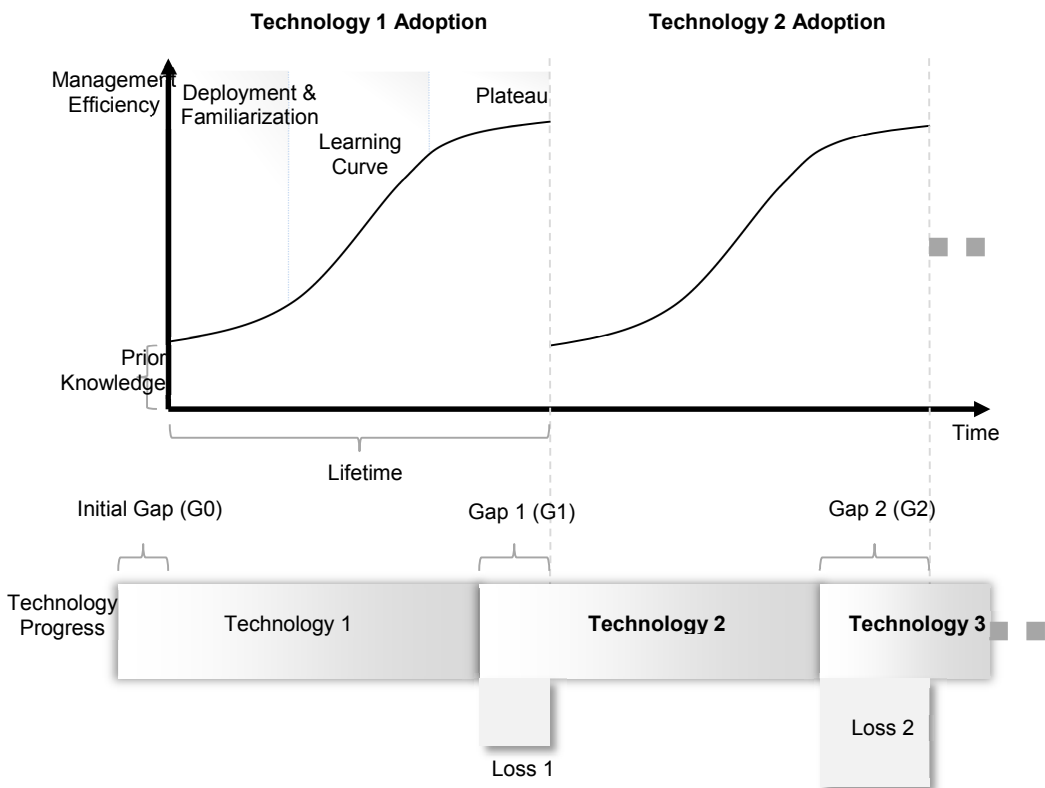 Technology 1 Adoption
Technology 2 Adoption
Management
Efficiency
Deployment &
Familiarization
Learning
Curve
Plateau
Prior
Knowledge
Time
Lifetime
Initial Gap (G0)
Gap 1 (G1)
Gap 2 (G2)
Technology
Progress
Technology 1
Technology 2
Technology 3
Loss 1
Loss 2